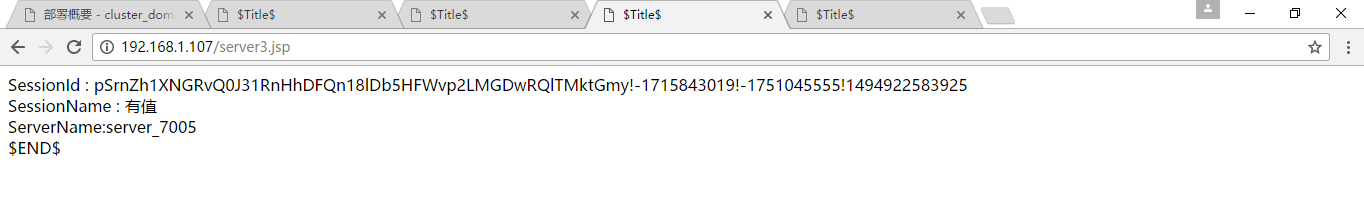 部署概要 - cluster_dom
$Title$
$Title$
$Title$
$Title$
192.168.1.107/server3.jsp
SessionId : pSrnZh1XNGRvQ0J31RnHhDFQn18lDb5HFWvp2LMGDwRQlTMktGmy!-1715843019!-1751045555!1494922583925
SessionName : 有值
ServerName:server_7005
$END$